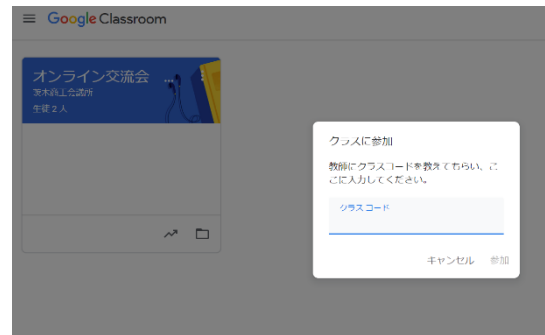 Google Classroom
オンライン交流会 ...
茨木商工会議所
生徒 2 人
クラスに参加
教師にクラスコードを教えてもらい、こ
こに入力してください。
クラスコード
キャンセル 参加